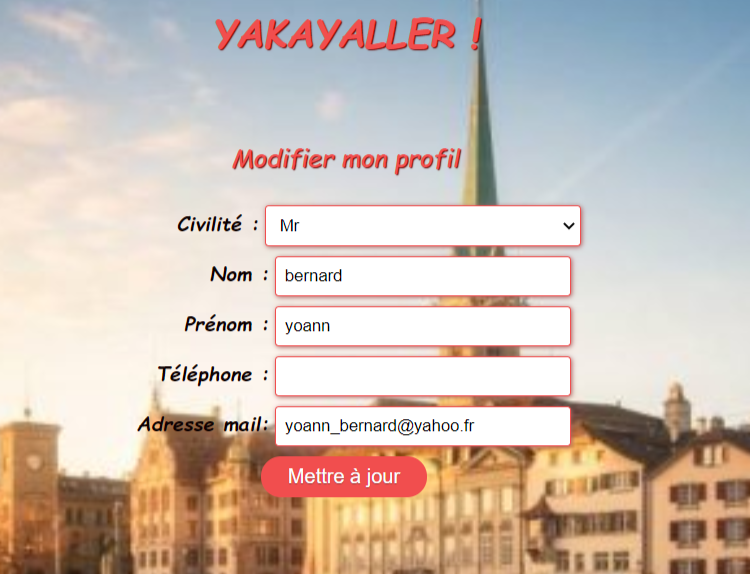 YAKAYALLER !
Modifier mon profil
Civilité : Mr
Nom : bernard
Prénom : yoann
Téléphone :
Adresse mail: yoann_bernard@yahoo.fr
Mettre à jour